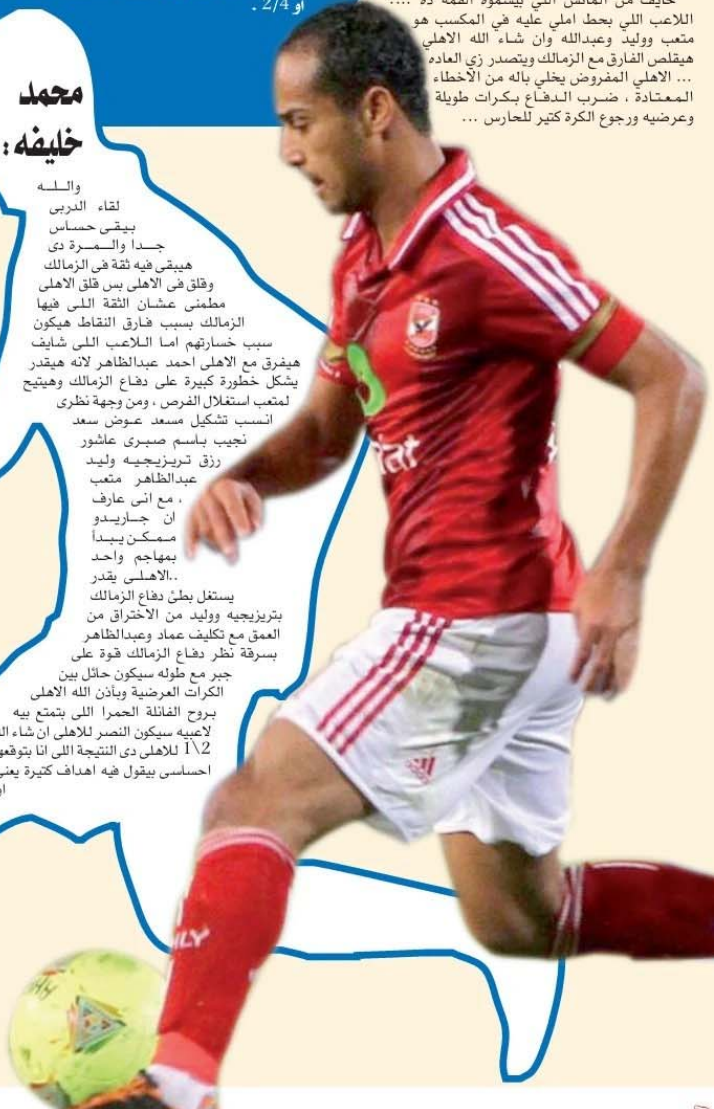 او 2/4 .
خايف من الماتش اللي بيسموه القمه ده ....
اللاعب اللي بحط املي عليه في المكسب هو
متعب ووليد وعبدالله وان شاء الله الاهلي
هيقلص الفارق مع الزمالك ويتصدر زي العاده
... الاهلي المفروض يخلي باله من الاخطاء
المعتادة ، ضرب الدفاع بكرات طويلة
وعرضيه ورجوع الكرة كتير للحارس ...
محمد
خليفه :
والله
لقاء الدربى
بيقى حساس
جدا والمرة دى
هيبقى فيه ثقة فى الزمالك
وقلق فى الاهلى بس قلق الاهلى
مطمنى عشان الثقة اللى فيها
الزمالك بسبب فارق النقاط هيكون
سبب خسارتهم اما اللاعب اللى شايف
هيفرق مع الاهلى احمد عبدالظاهر لانه هيقدر
يشكل خطورة كبيرة على دفاع الزمالك وهيتيح
لمتعب استغلال الفرص ، ومن وجهة نظرى
انسب تشكيل مسعد عوض سعد
نجيب باسم صبرى عاشور
رزق تريزيجيه وليد
عبدالظاهر متعب
، مع انى عارف
ان جاريدو
ممكن يبدأ
بمهاجم واحد
..الاهلى يقدر
يستغل بطئ دفاع الزمالك
بتريزيجيه ووليد من الاختراق من
العمق مع تكليف عماد وعبدالظاهر
بسرقة نظر دفاع الزمالك قوة على
جبر مع طوله سيكون حائل بين
الكرات العرضية وبأذن الله الاهلى
بروح الفانلة الحمرا اللى بتمتع بيه
لاعبيه سيكون النصر للاهلى ان شاء
2\1 للاهلى دى النتيجة اللى انا
احساسى بيقول فيه اهداف كتيرة
adidas